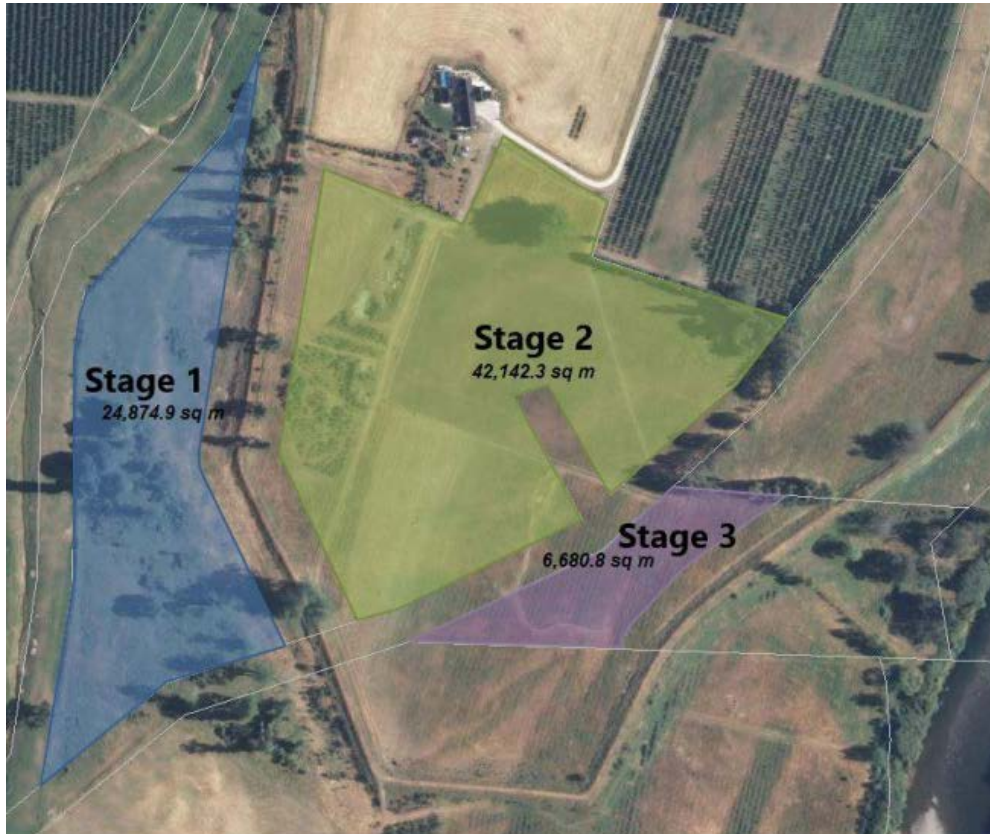 Stage 2
42,142.3 sq m
Stage 1
24,874.9 sq m
Stage 3
6,680.8 sq m